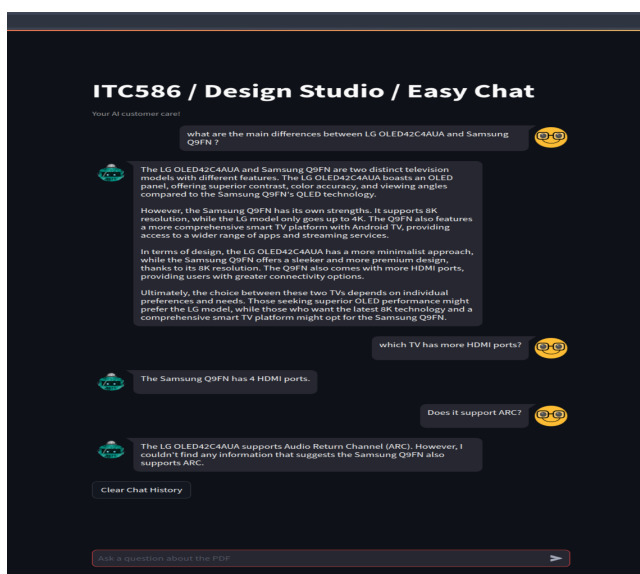 ITC586 / Design Studio / Easy Chat
Your AI customer care!
what are the main differences between LG OLED42C4AUA and Samsung
Q9FN ?
The LG OLED42C4AUA and Samsung Q9FN are two distinct television
models with different features. The LG OLED42C4AUA boasts an OLED
panel, offering superior contrast, color accuracy, and viewing angles
compared to the Samsung Q9FN's QLED technology.
However, the Samsung Q9FN has its own strengths. It supports 8K
resolution, while the LG model only goes up to 4K. The Q9FN also features
a more comprehensive smart TV platform with Android TV, providing
access to a wider range of apps and streaming services.
In terms of design, the LG OLED42C4AUA has a more minimalist approach,
while the Samsung Q9FN offers a sleeker and more premium design,
thanks to its 8K resolution. The Q9FN also comes with more HDMI ports,
providing users with greater connectivity options.
Ultimately, the choice between these two TVs depends on individual
preferences and needs. Those seeking superior OLED performance might
prefer the LG model, while those who want the latest 8K technology and a
comprehensive smart TV platform might opt for the Samsung Q9FN.
which TV has more HDMI ports?
The Samsung Q9FN has 4 HDMI ports.
Does it support ARC?
The LG OLED42C4AUA supports Audio Return Channel (ARC). However, I
couldn't find any information that suggests the Samsung Q9FN also
supports ARC.
Clear Chat History
Ask a question about the PDF